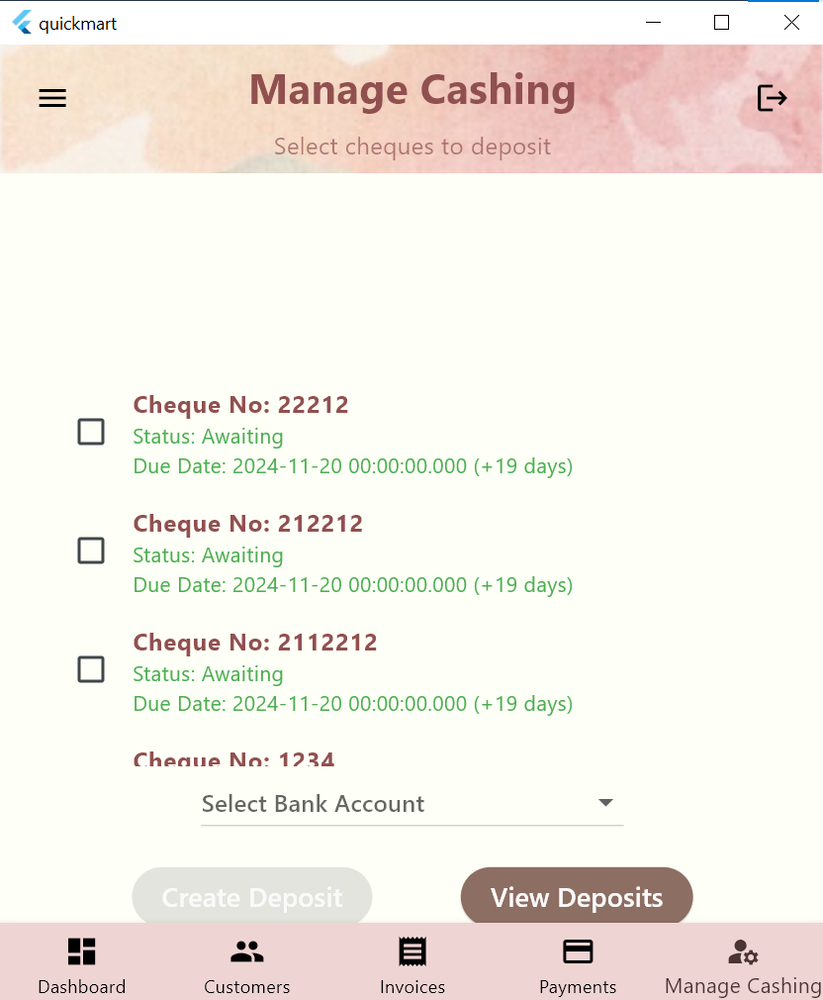 quickmart
Manage Cashing
Select cheques to deposit
Cheque No: 22212
Status: Awaiting
Due Date: 2024-11-20 00:00:00.000 (+19 days)
Cheque No: 212212
Status: Awaiting
Due Date: 2024-11-20 00:00:00.000 (+19 days)
Cheque No: 2112212
Status: Awaiting
Due Date: 2024-11-20 00:00:00.000 (+19 days)
Cheque No: 1234
Select Bank Account
Create Deposit
View Deposits
Dashboard
Customers
Invoices
Payments
Manage Cashing